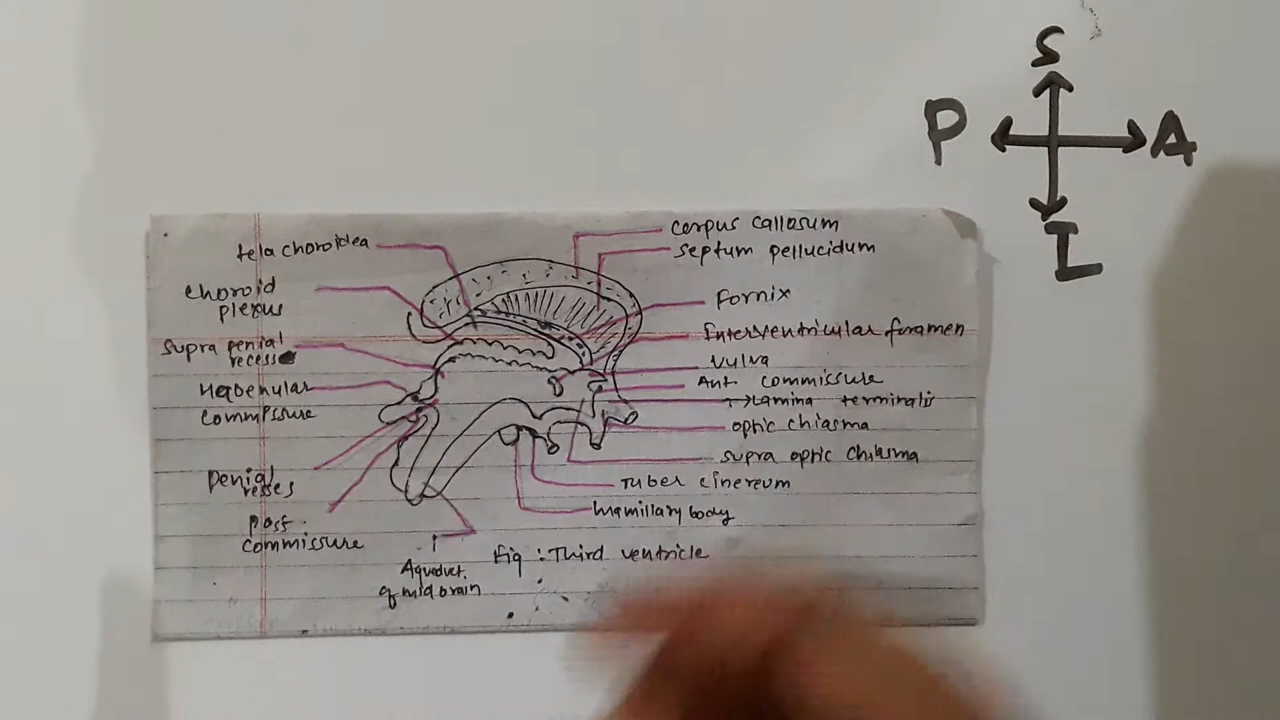 S
P
A
I
tela choroidea
choroid
plexus
supra penial
recess
Habenular
commissure
Penial
resses
post.
commissure
Aqueduct
of midbrain
corpus callosum
septum pellucidum
Fornix
Interventricular foramen
vulva
Ant. commissure
Lamina terminalis
optic chiasma
supra optic chiasma
Tuber cinereum
Mamillary body
Fig : Third ventricle